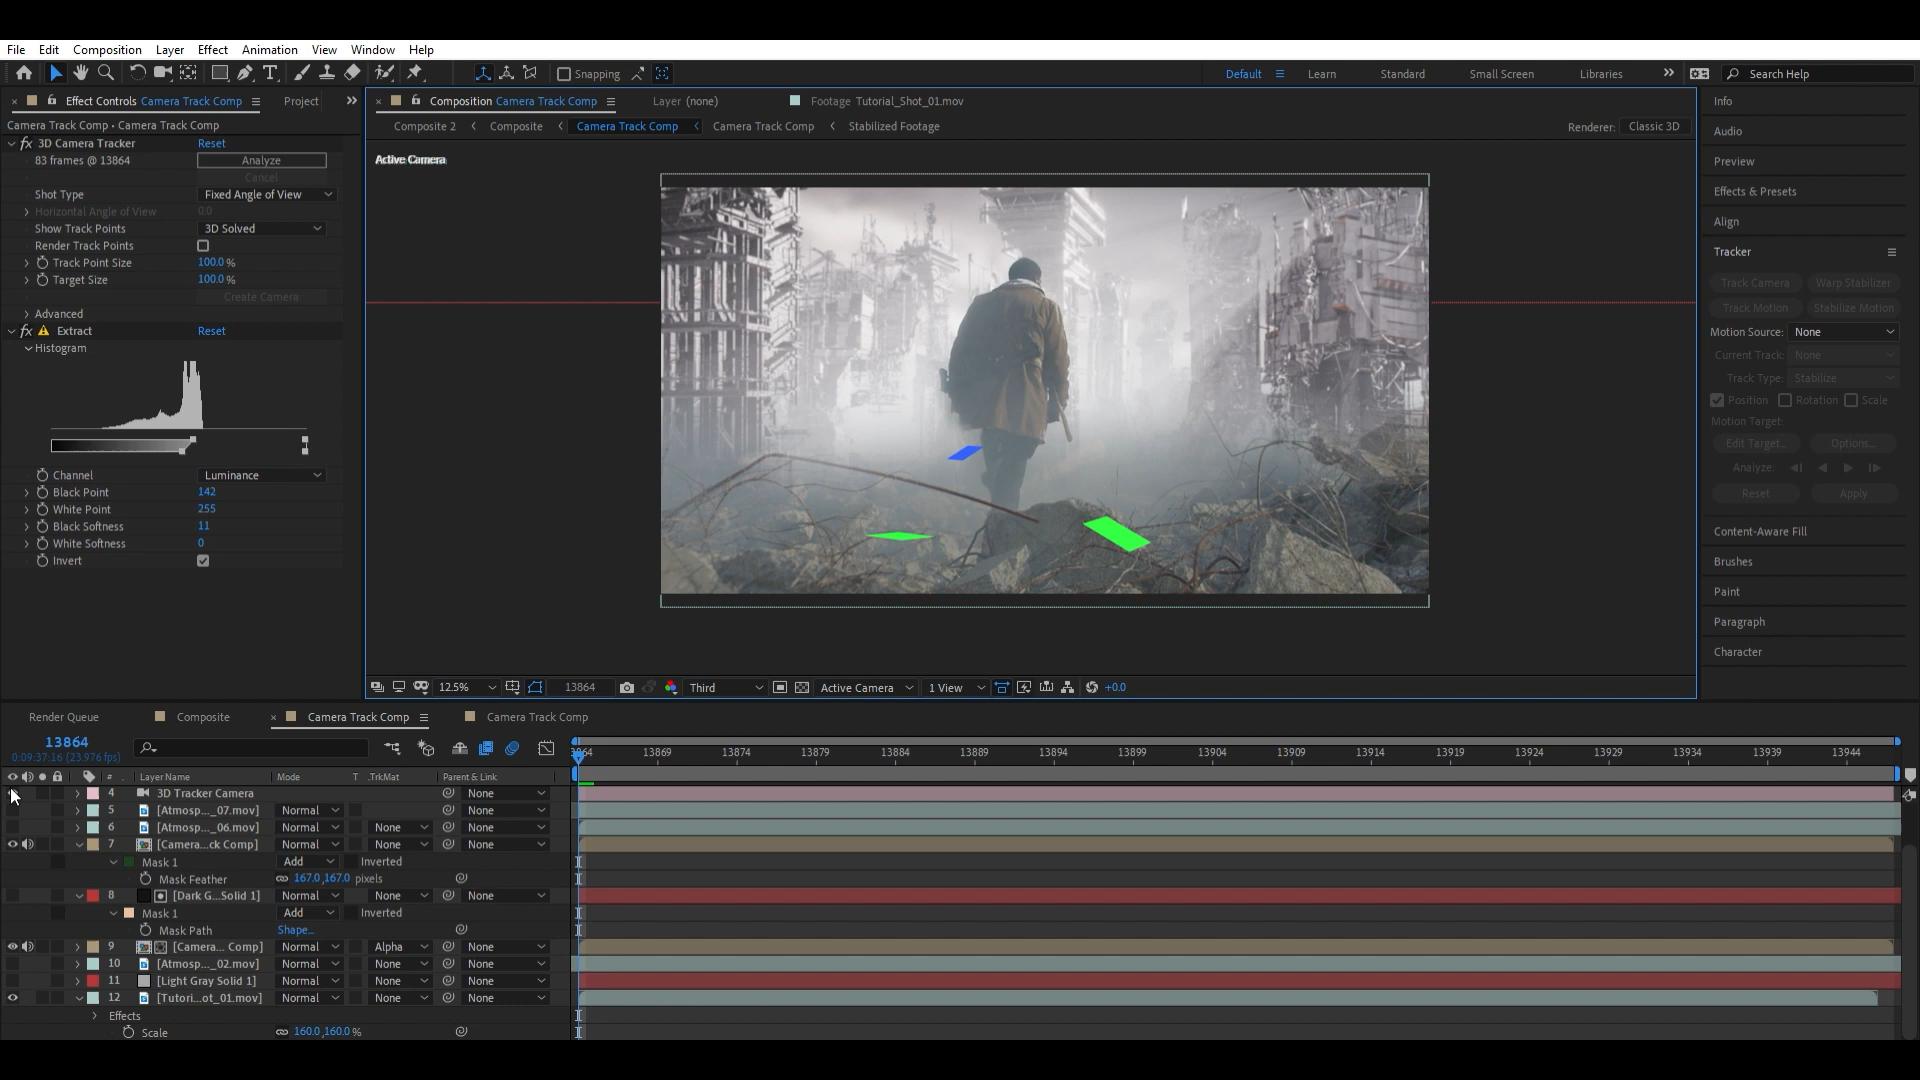 File Edit Composition Layer Effect Animation View Window Help
Snapping Default Learn Standard Small Screen Libraries Search Help
Effect Controls Camera Track Comp Project
Camera Track Comp • Camera Track Comp
3D Camera Tracker Reset
83 frames @ 13864 Analyze
Cancel
Shot Type Fixed Angle of View
Horizontal Angle of View 0.0
Show Track Points 3D Solved
Render Track Points
Track Point Size 100.0 %
Target Size 100.0 %
Create Camera
Advanced
Extract Reset
Histogram
Channel Luminance
Black Point 142
White Point 255
Black Softness 11
White Softness 0
Invert
Composition Camera Track Comp Layer (none) Footage Tutorial_Shot_01.mov
Composite 2 Composite Camera Track Comp Camera Track Comp Stabilized Footage Renderer: Classic 3D
Active Camera
12.5% 13864 Third Active Camera 1 View +0.0
Info
Audio
Preview
Effects & Presets
Align
Tracker
Track Camera Warp Stabilizer
Track Motion Stabilize Motion
Motion Source: None
Current Track: None
Track Type: Stabilize
Position Rotation Scale
Motion Target:
Edit Target... Options...
Analyze:
Reset Apply
Content-Aware Fill
Brushes
Paint
Paragraph
Character
Render Queue Composite Camera Track Comp Camera Track Comp
13864
0:09:37:16 (23.976 fps)
13869 13874 13879 13884 13889 13894 13899 13904 13909 13914 13919 13924 13929 13934 13939 13944
# Layer Name Mode T .TrkMat Parent & Link
4 3D Tracker Camera None
5 [Atmosp..._07.mov] Normal None
6 [Atmosp..._06.mov] Normal None None
7 [Camera...ck Comp] Normal None None
Mask 1 Add Inverted
Mask Feather 167.0,167.0 pixels
8 [Dark G...Solid 1] Normal None None
Mask 1 Add Inverted
Mask Path Shape...
9 [Camera... Comp] Normal Alpha None
10 [Atmosp..._02.mov] Normal None None
11 [Light Gray Solid 1] Normal None None
12 [Tutori...ot_01.mov] Normal None None
Effects
Scale 160.0,160.0 %